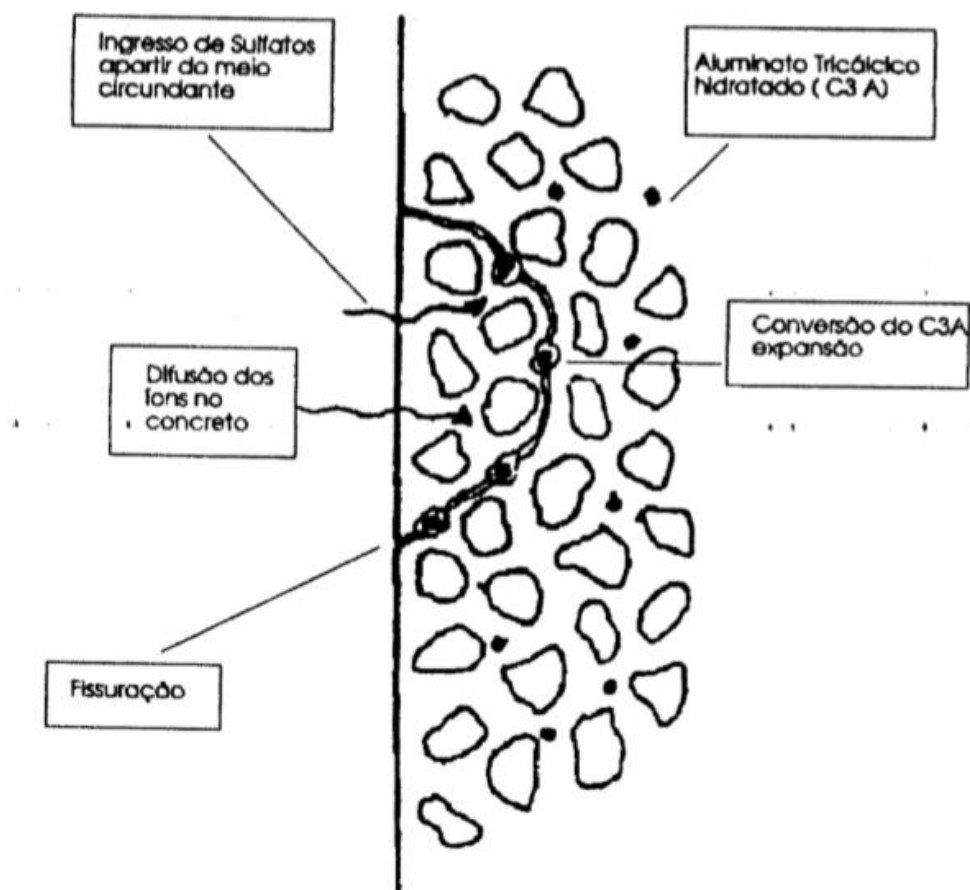 Ingresso de Sulfatos
apartir do meio
circundante
Aluminato Tricálcico
hidratado ( C3 A)
Conversão do C3A
expansão
Difusão dos
Íons no
concreto
Fissuração